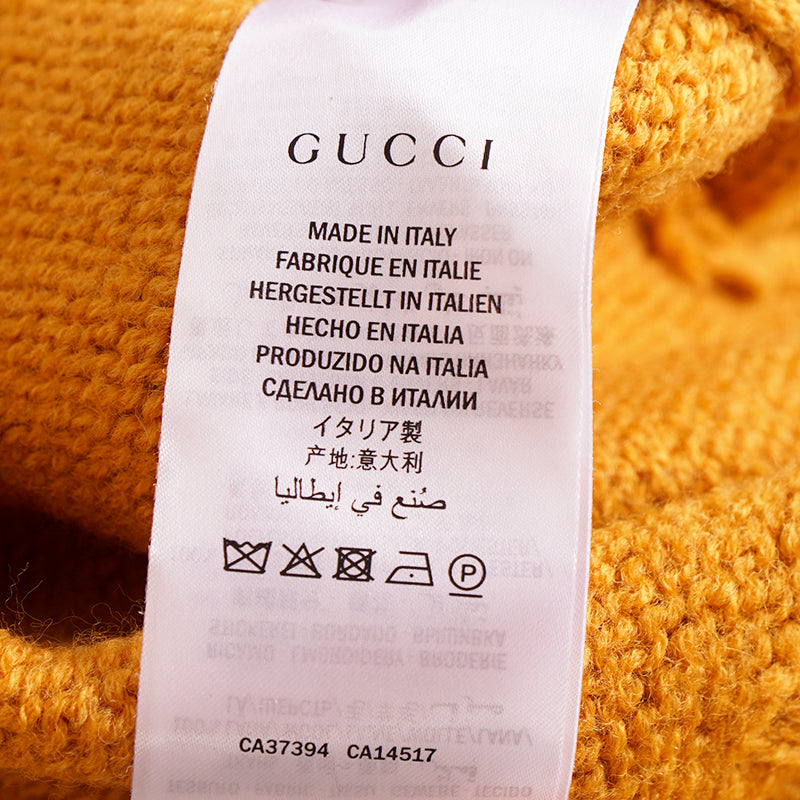 GUCCI
MADE IN ITALY
FABRIQUE EN ITALIE
HERGESTELLT IN ITALIEN
HECHO EN ITALIA
PRODUZIDO NA ITALIA
СДЕЛАНО В ИТАЛИИ
イタリア製
产地:意大利
صُنع في إيطاليا
P
CA37394 CA14517